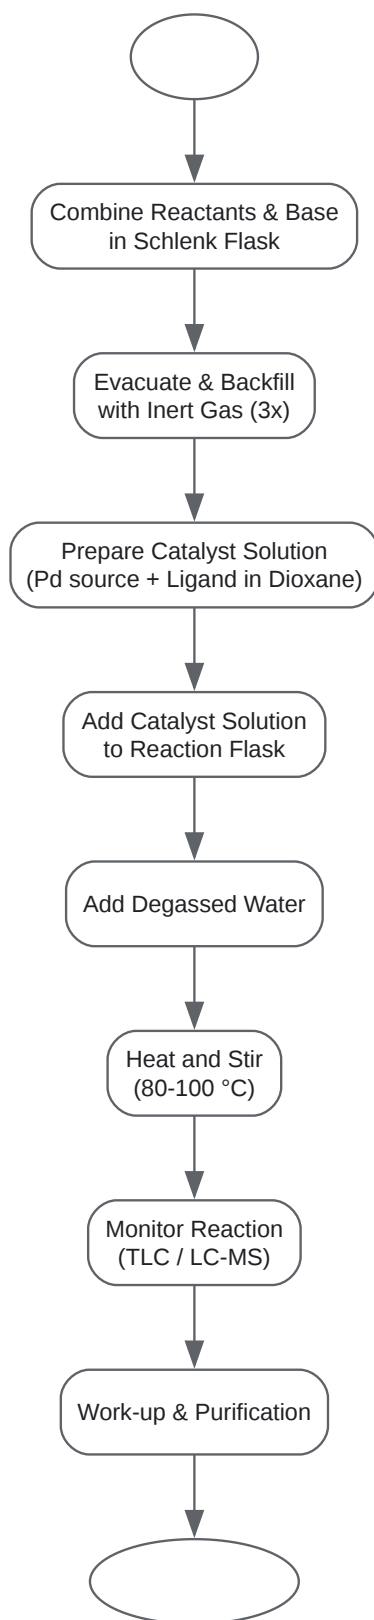 Combine Reactants & Base
in Schlenk Flask
Evacuate & Backfill
with Inert Gas (3x)
Prepare Catalyst Solution
(Pd source + Ligand in Dioxane)
Add Catalyst Solution
to Reaction Flask
Add Degassed Water
Heat and Stir
(80-100 °C)
Monitor Reaction
(TLC / LC-MS)
Work-up & Purification